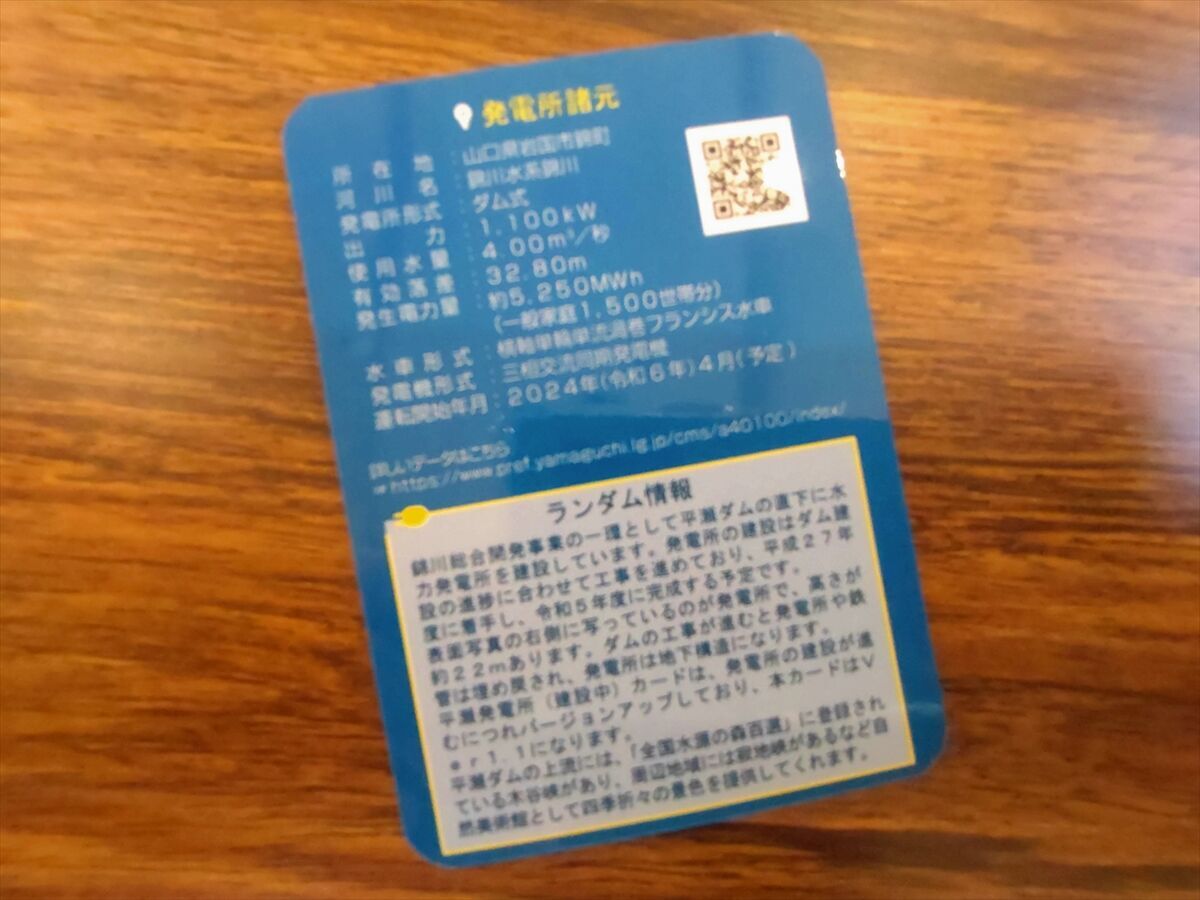 発電所諸元
所在地：山口県岩国市錦町
河川名：錦川水系錦川
発電所形式：ダム式
出力：1,100kW
使用水量：4.00m³／秒
有効落差：32.80m
発生電力量：約5,250MWh
（一般家庭1,500世帯分）
水車形式：横軸単輪単流渦巻フランシス水車
発電機形式：三相交流同期発電機
運転開始年月：2024年(令和6年)4月(予定)
詳しいデータはこちら
⇒https://www.pref.yamaguchi.lg.jp/cms/a40100/index/
ランダム情報
錦川総合開発事業の一環として平瀬ダムの直下に水
力発電所を建設しています。発電所の建設はダム建
設の進捗に合わせて工事を進めており、平成27年
度に着手し、令和5年度に完成する予定です。
表面写真の右側に写っているのが発電所で、高さが
約22mあります。ダムの工事が進むと発電所や鉄
管は埋め戻され、発電所は地下構造になります。
平瀬発電所（建設中）カードは、発電所の建設が進
むにつれバージョンアップしており、本カードはV
er1.1になります。
平瀬ダムの上流には、「全国水源の森百選」に登録され
ている木谷峡があり、周辺地域には寂地峡があるなど自
然美術館として四季折々の景色を提供してくれます。